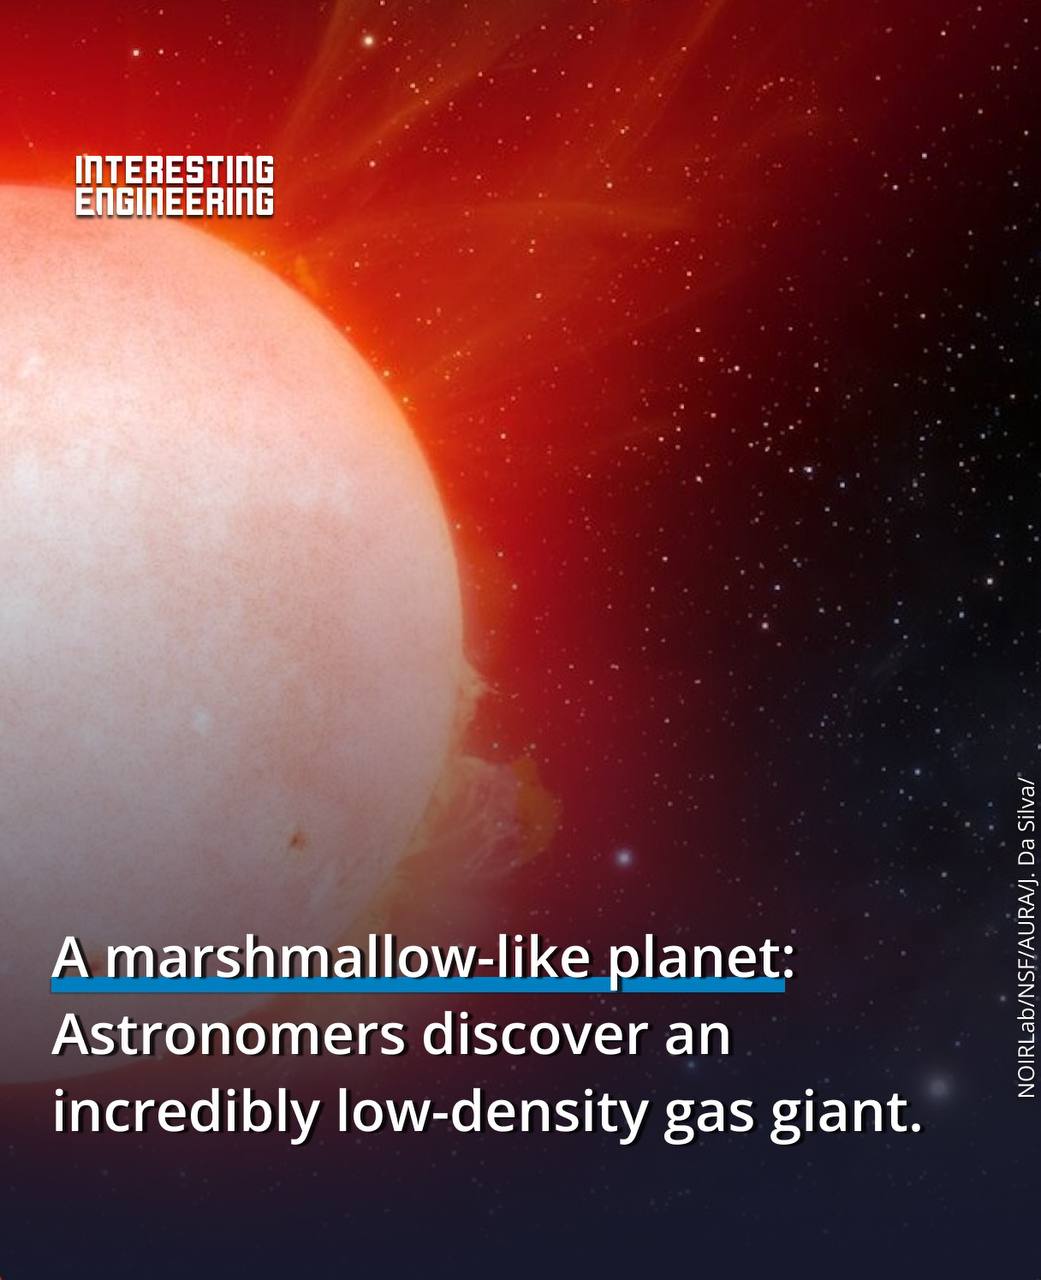 INTERESTING
ENGINEERING
A marshmallow-like planet:
Astronomers discover an
incredibly low-density gas giant.
NOIRLab/NSF/AURA/J. Da Silva/